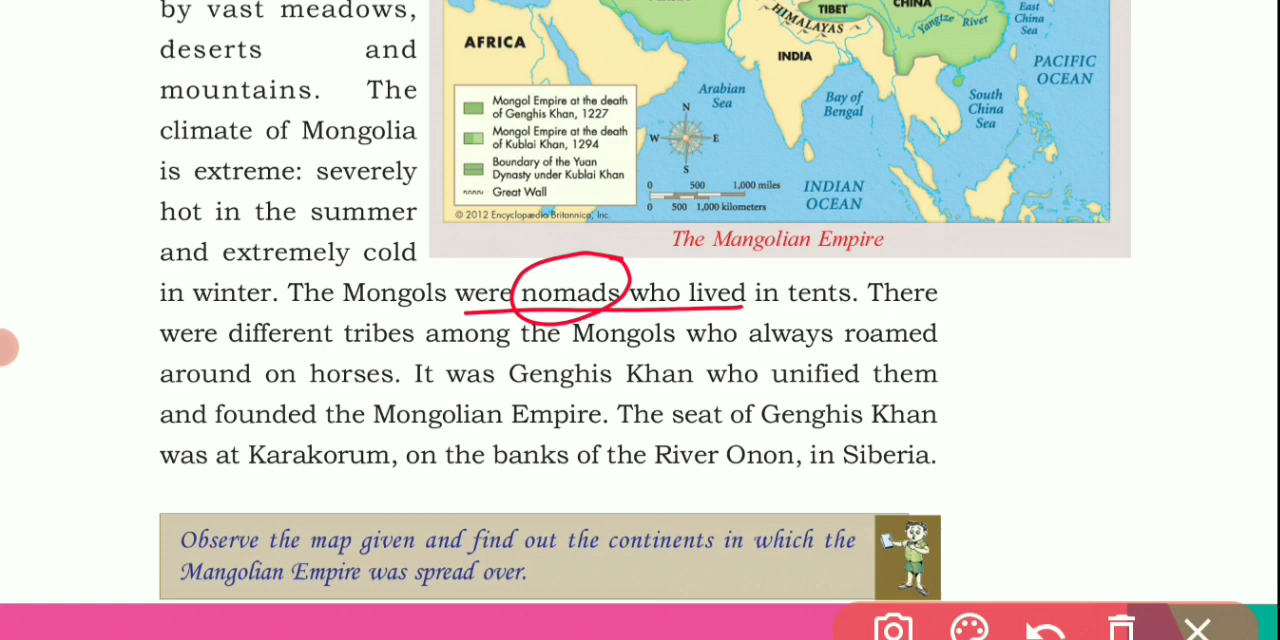 by vast meadows,
deserts and
mountains. The
climate of Mongolia
is extreme: severely
hot in the summer
and extremely cold
in winter. The Mongols were nomads who lived in tents. There
were different tribes among the Mongols who always roamed
around on horses. It was Genghis Khan who unified them
and founded the Mongolian Empire. The seat of Genghis Khan
was at Karakorum, on the banks of the River Onon, in Siberia.
AFRICA
HIMALAYAS
TIBET
CHINA
Yangtze River
East
China
Sea
INDIA
PACIFIC
OCEAN
Arabian
Sea
Bay of
Bengal
South
China
Sea
INDIAN
OCEAN
Mongol Empire at the death
of Genghis Khan, 1227
Mongol Empire at the death
of Kublai Khan, 1294
Boundary of the Yuan
Dynasty under Kublai Khan
Great Wall
N
W E
S
0 500 1,000 miles
0 500 1,000 kilometers
© 2012 Encyclopædia Britannica, Inc.
The Mangolian Empire
Observe the map given and find out the continents in which the
Mangolian Empire was spread over.